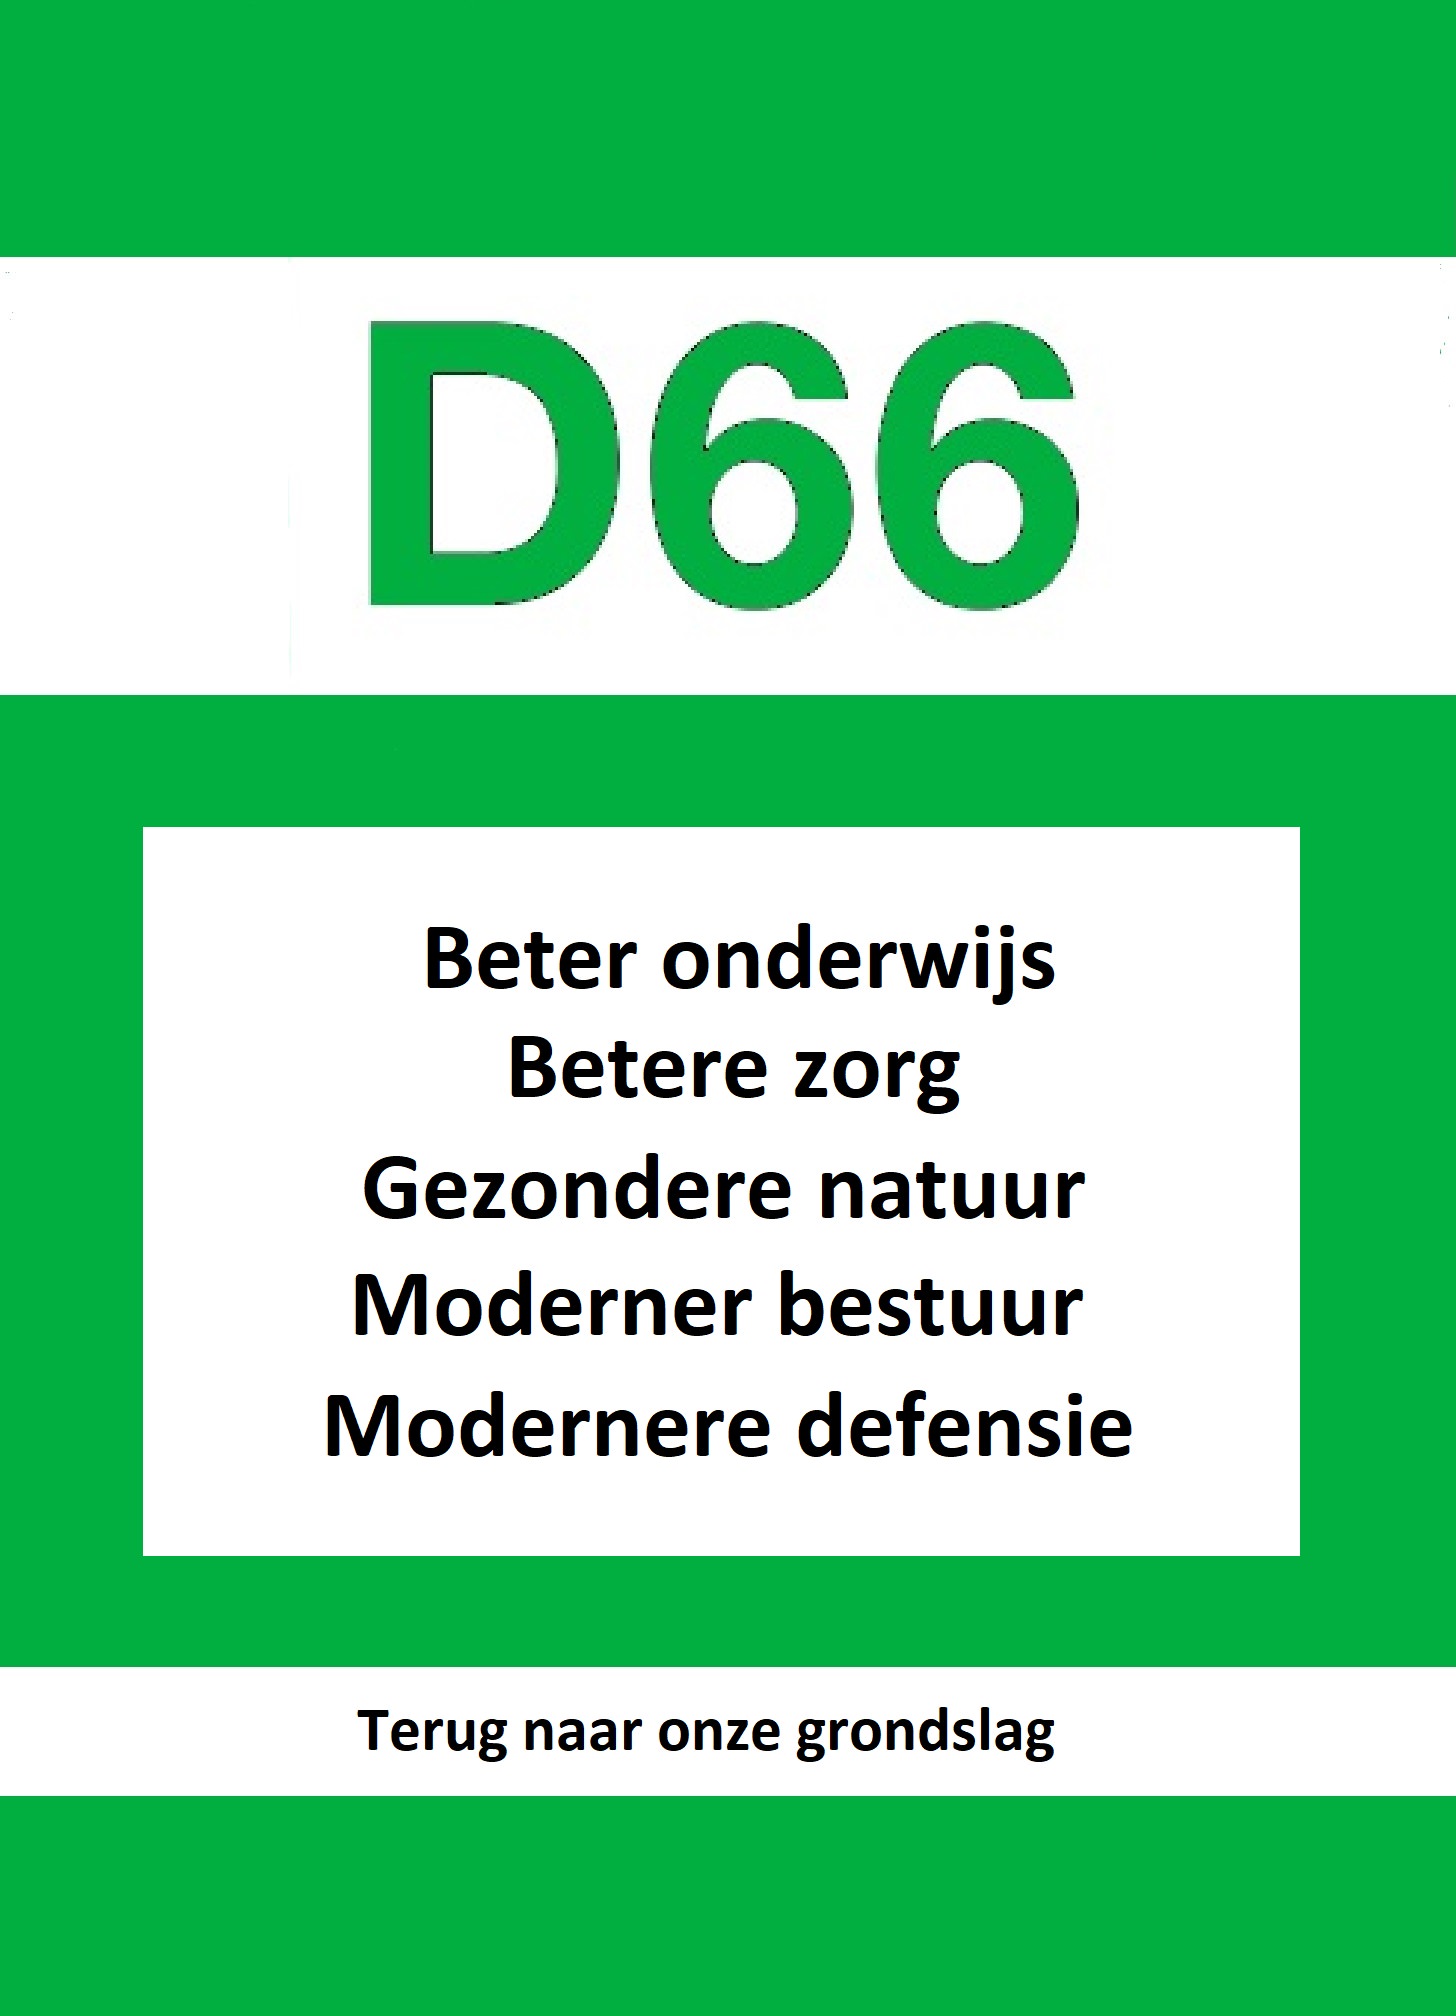 D66
Beter onderwijs
Betere zorg
Gezondere natuur
Moderner bestuur
Modernere defensie
Terug naar onze grondslag